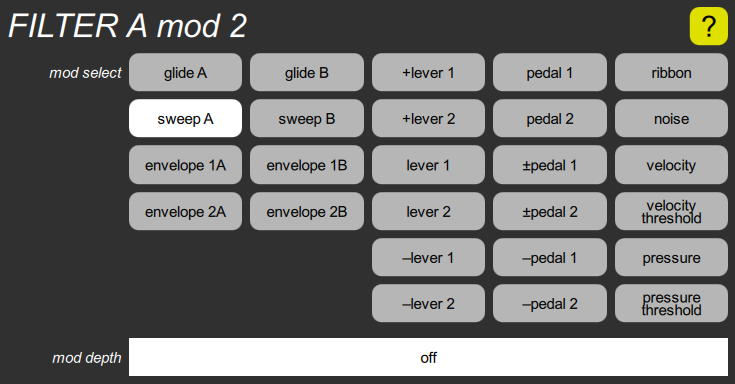 FILTER A mod 2 ?
mod select glide A glide B +lever 1 pedal 1 ribbon
sweep A sweep B +lever 2 pedal 2 noise
envelope 1A envelope 1B lever 1 ±pedal 1 velocity
envelope 2A envelope 2B lever 2 ±pedal 2 velocity threshold
–lever 1 –pedal 1 pressure
–lever 2 –pedal 2 pressure threshold
mod depth off